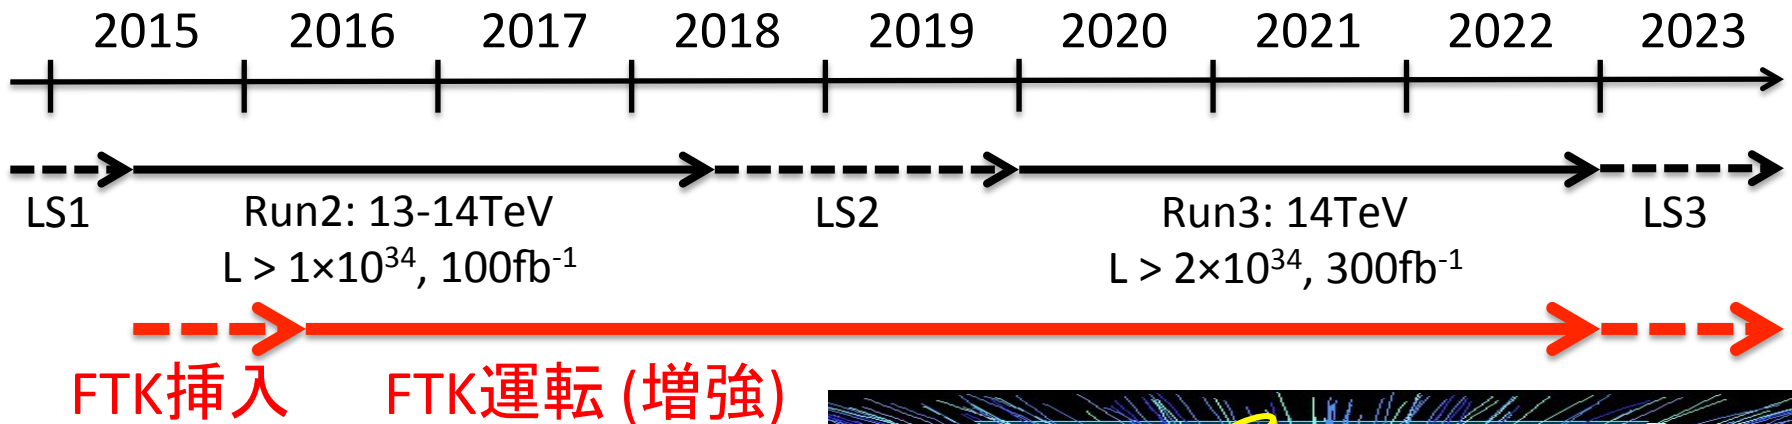 2015 2016 2017 2018 2019 2020 2021 2022 2023
LS1 Run2: 13-14TeV LS2 Run3: 14TeV LS3
L > 1×10³⁴, 100fb⁻¹ L > 2×10³⁴, 300fb⁻¹
FTK挿入 FTK運転 (増強)